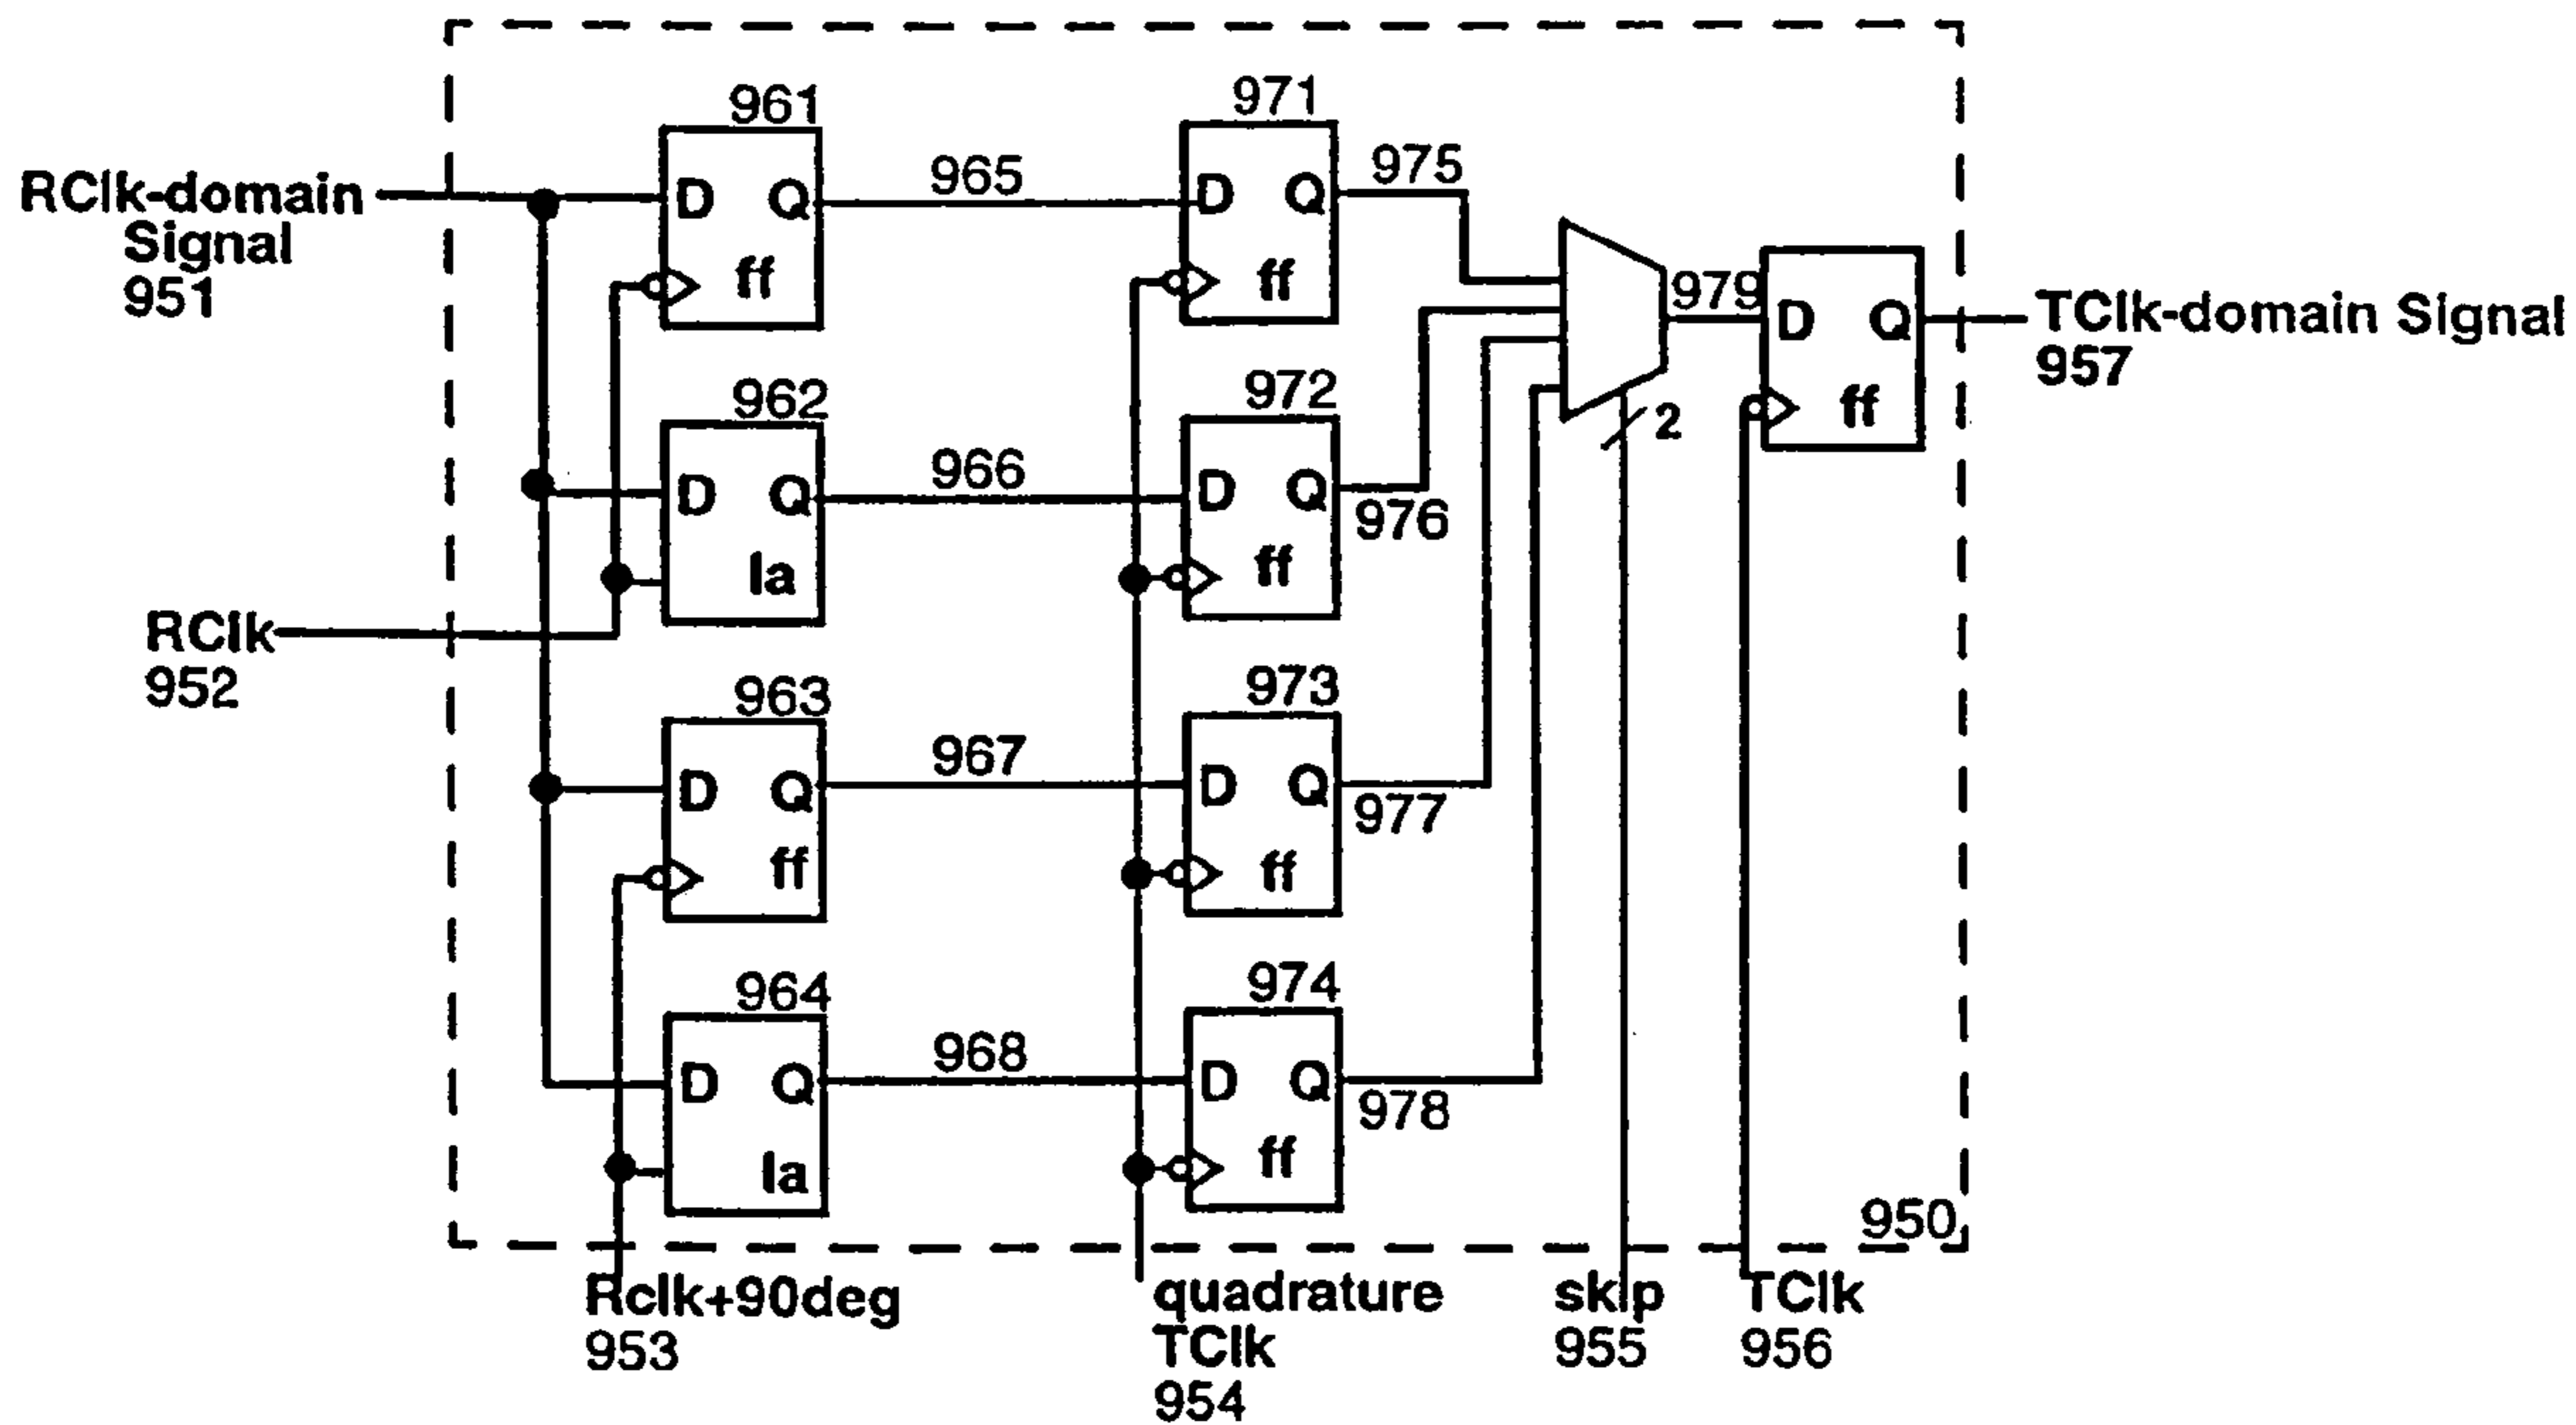 961
971
975
RClk-domain
Signal
951
D Q
ff
965
D Q
ff
979
D Q
ff
TClk-domain Signal
957
962
972
2
D Q
la
966
D Q
ff
976
RClk
952
963
973
D Q
ff
967
D Q
ff
977
964
974
D Q
la
968
D Q
ff
978
950
Rclk+90deg
953
quadrature
TClk
954
skip
955
TClk
956